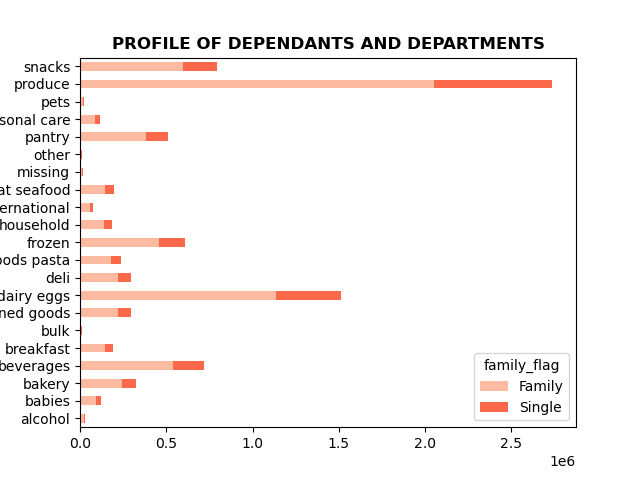 PROFILE OF DEPENDANTS AND DEPARTMENTS
snacks
produce
pets
sonal care
pantry
other
missing
at seafood
ernational
household
frozen
oods pasta
deli
dairy eggs
ned goods
bulk
breakfast
beverages
bakery
babies
alcohol
family_flag
Family
Single
0.0 0.5 1.0 1.5 2.0 2.5
1e6